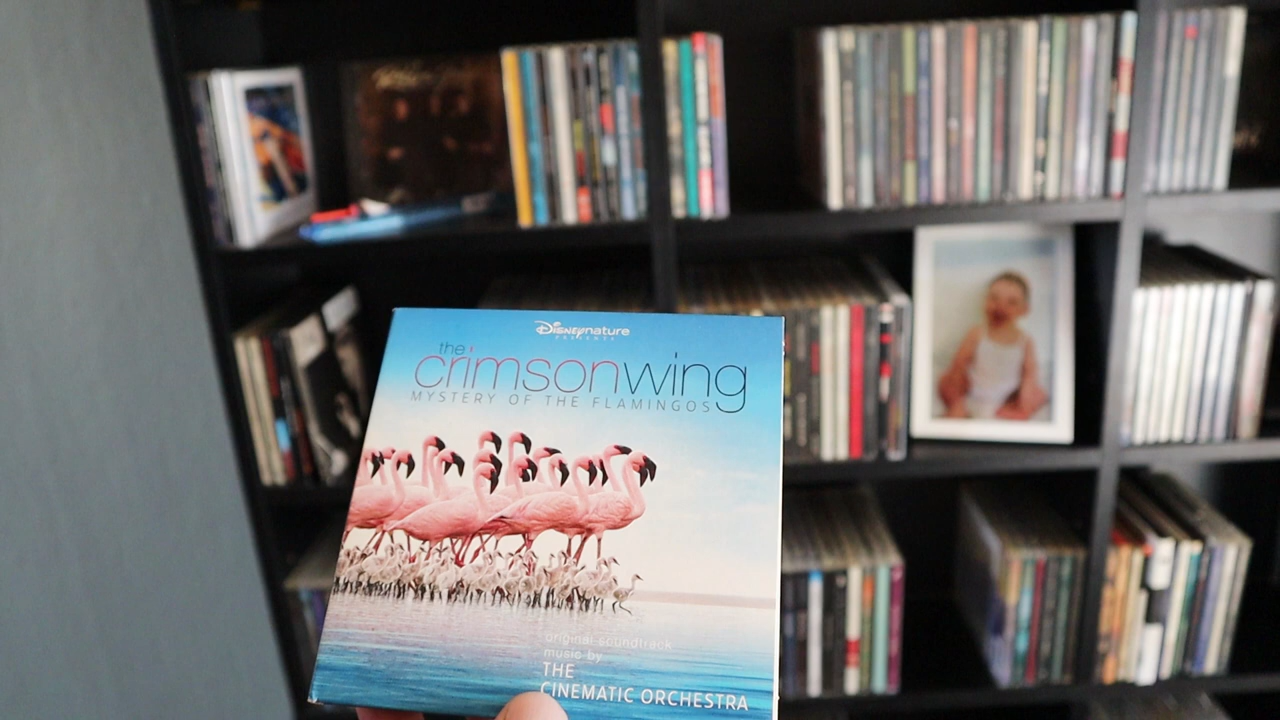 Disneynature
PRESENTS
the
crimsonwing
MYSTERY OF THE FLAMINGOS
original soundtrack
music by
THE
CINEMATIC ORCHESTRA